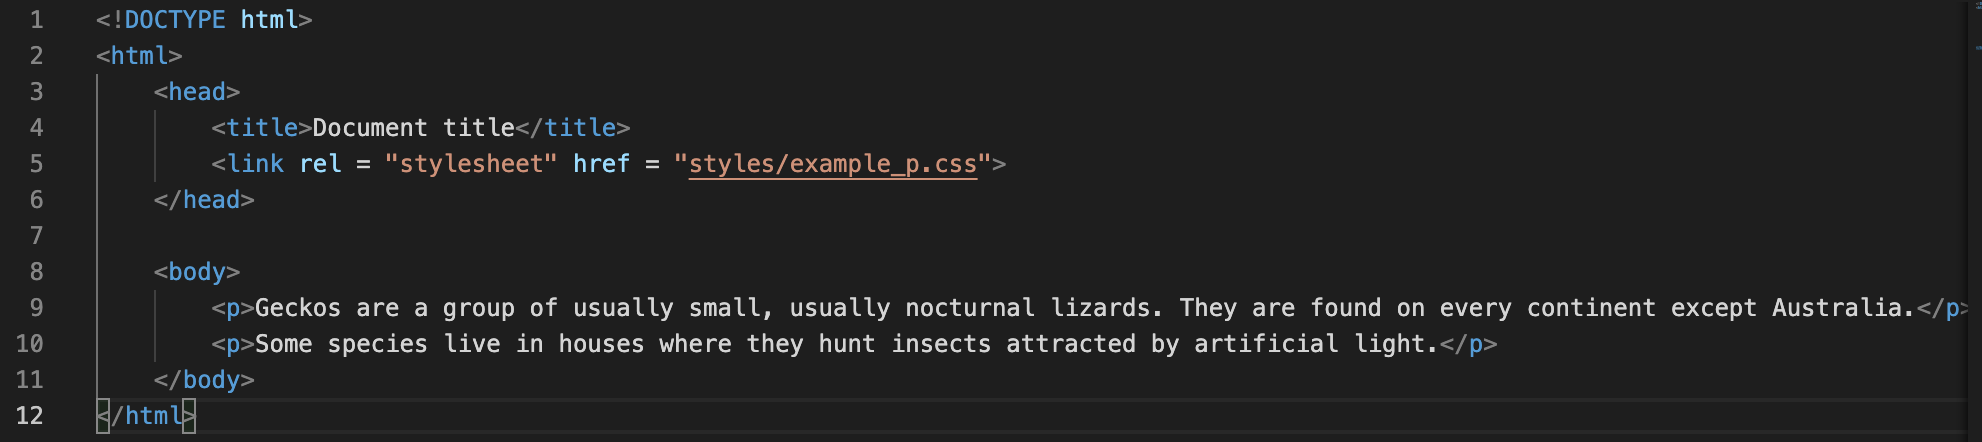 1 <!DOCTYPE html>
2 <html>
3 <head>
4 <title>Document title</title>
5 <link rel = "stylesheet" href = "styles/example_p.css">
6 </head>
7
8 <body>
9 <p>Geckos are a group of usually small, usually nocturnal lizards. They are found on every continent except Australia.</p>
10 <p>Some species live in houses where they hunt insects attracted by artificial light.</p>
11 </body>
12 </html>